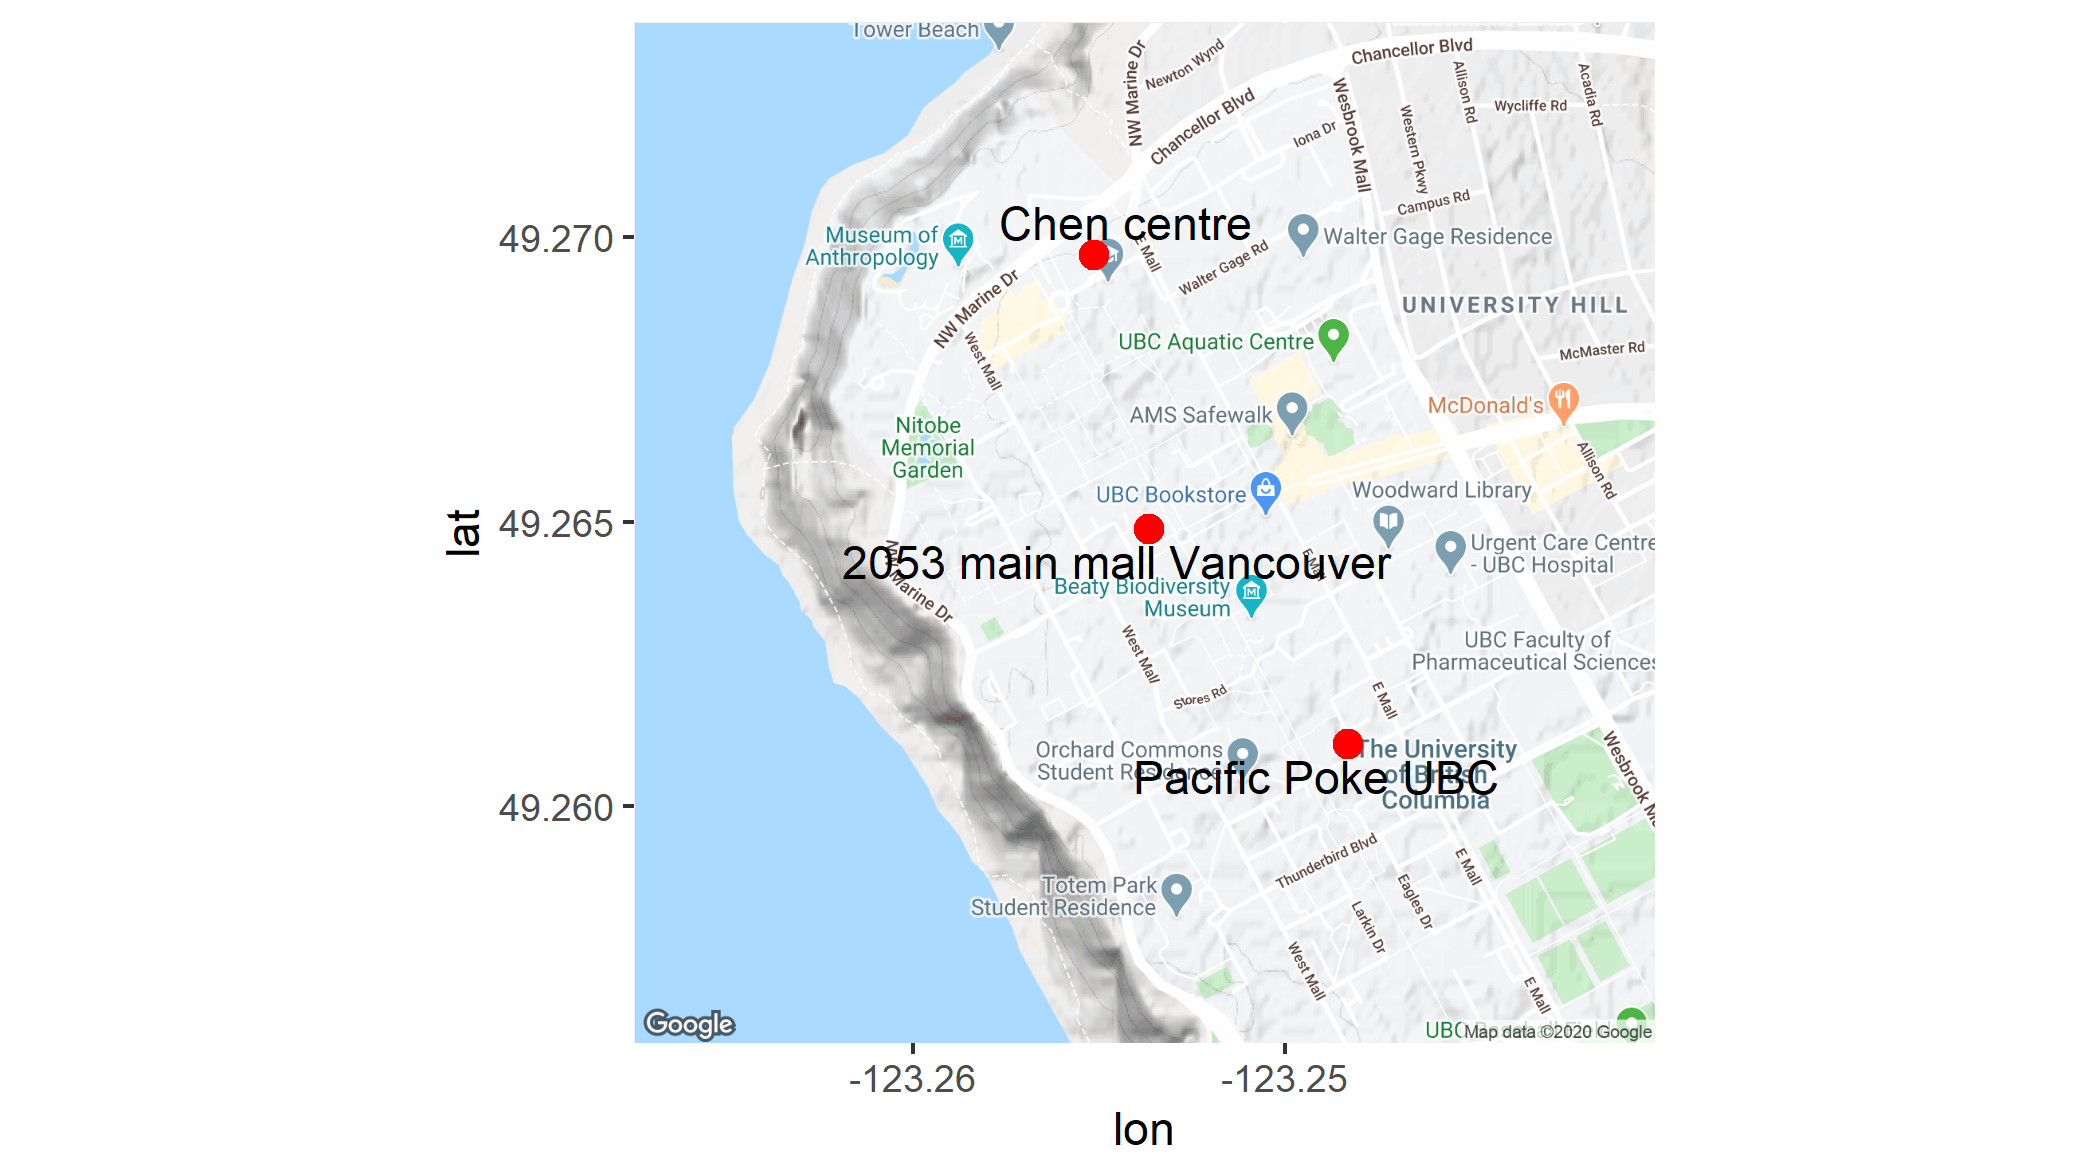 Tower Beach
NW Marine Dr
Newton Wynd
Chancellor Blvd
Chancellor Blvd
Allison Rd
Acadia Rd
Wycliffe Rd
Wesbrook Mall
Western Pkwy
Iona Dr
Campus Rd
Chen centre
49.270
Museum of
Anthropology
E Mall
Walter Gage Rd
Walter Gage Residence
NW Marine Dr
UNIVERSITY HILL
West Mall
UBC Aquatic Centre
McMaster Rd
AMS Safewalk
McDonald's
Nitobe
Memorial
Garden
Allison Rd
UBC Bookstore
Woodward Library
lat
49.265
2053 main mall Vancouver
NW Marine Dr
E Mall
Urgent Care Centre
- UBC Hospital
Beaty Biodiversity
Museum
West Mall
UBC Faculty of
Pharmaceutical Sciences
Stores Rd
E Mall
Wesbrook M
Orchard Commons
Student Residence
The University
of British
Columbia
Pacific Poke UBC
49.260
Thunderbird Blvd
E Mall
Totem Park
Student Residence
Eagles Dr
Larkin Dr
West Mall
E Mall
Google
UBC
Map data ©2020 Google
-123.26
-123.25
lon